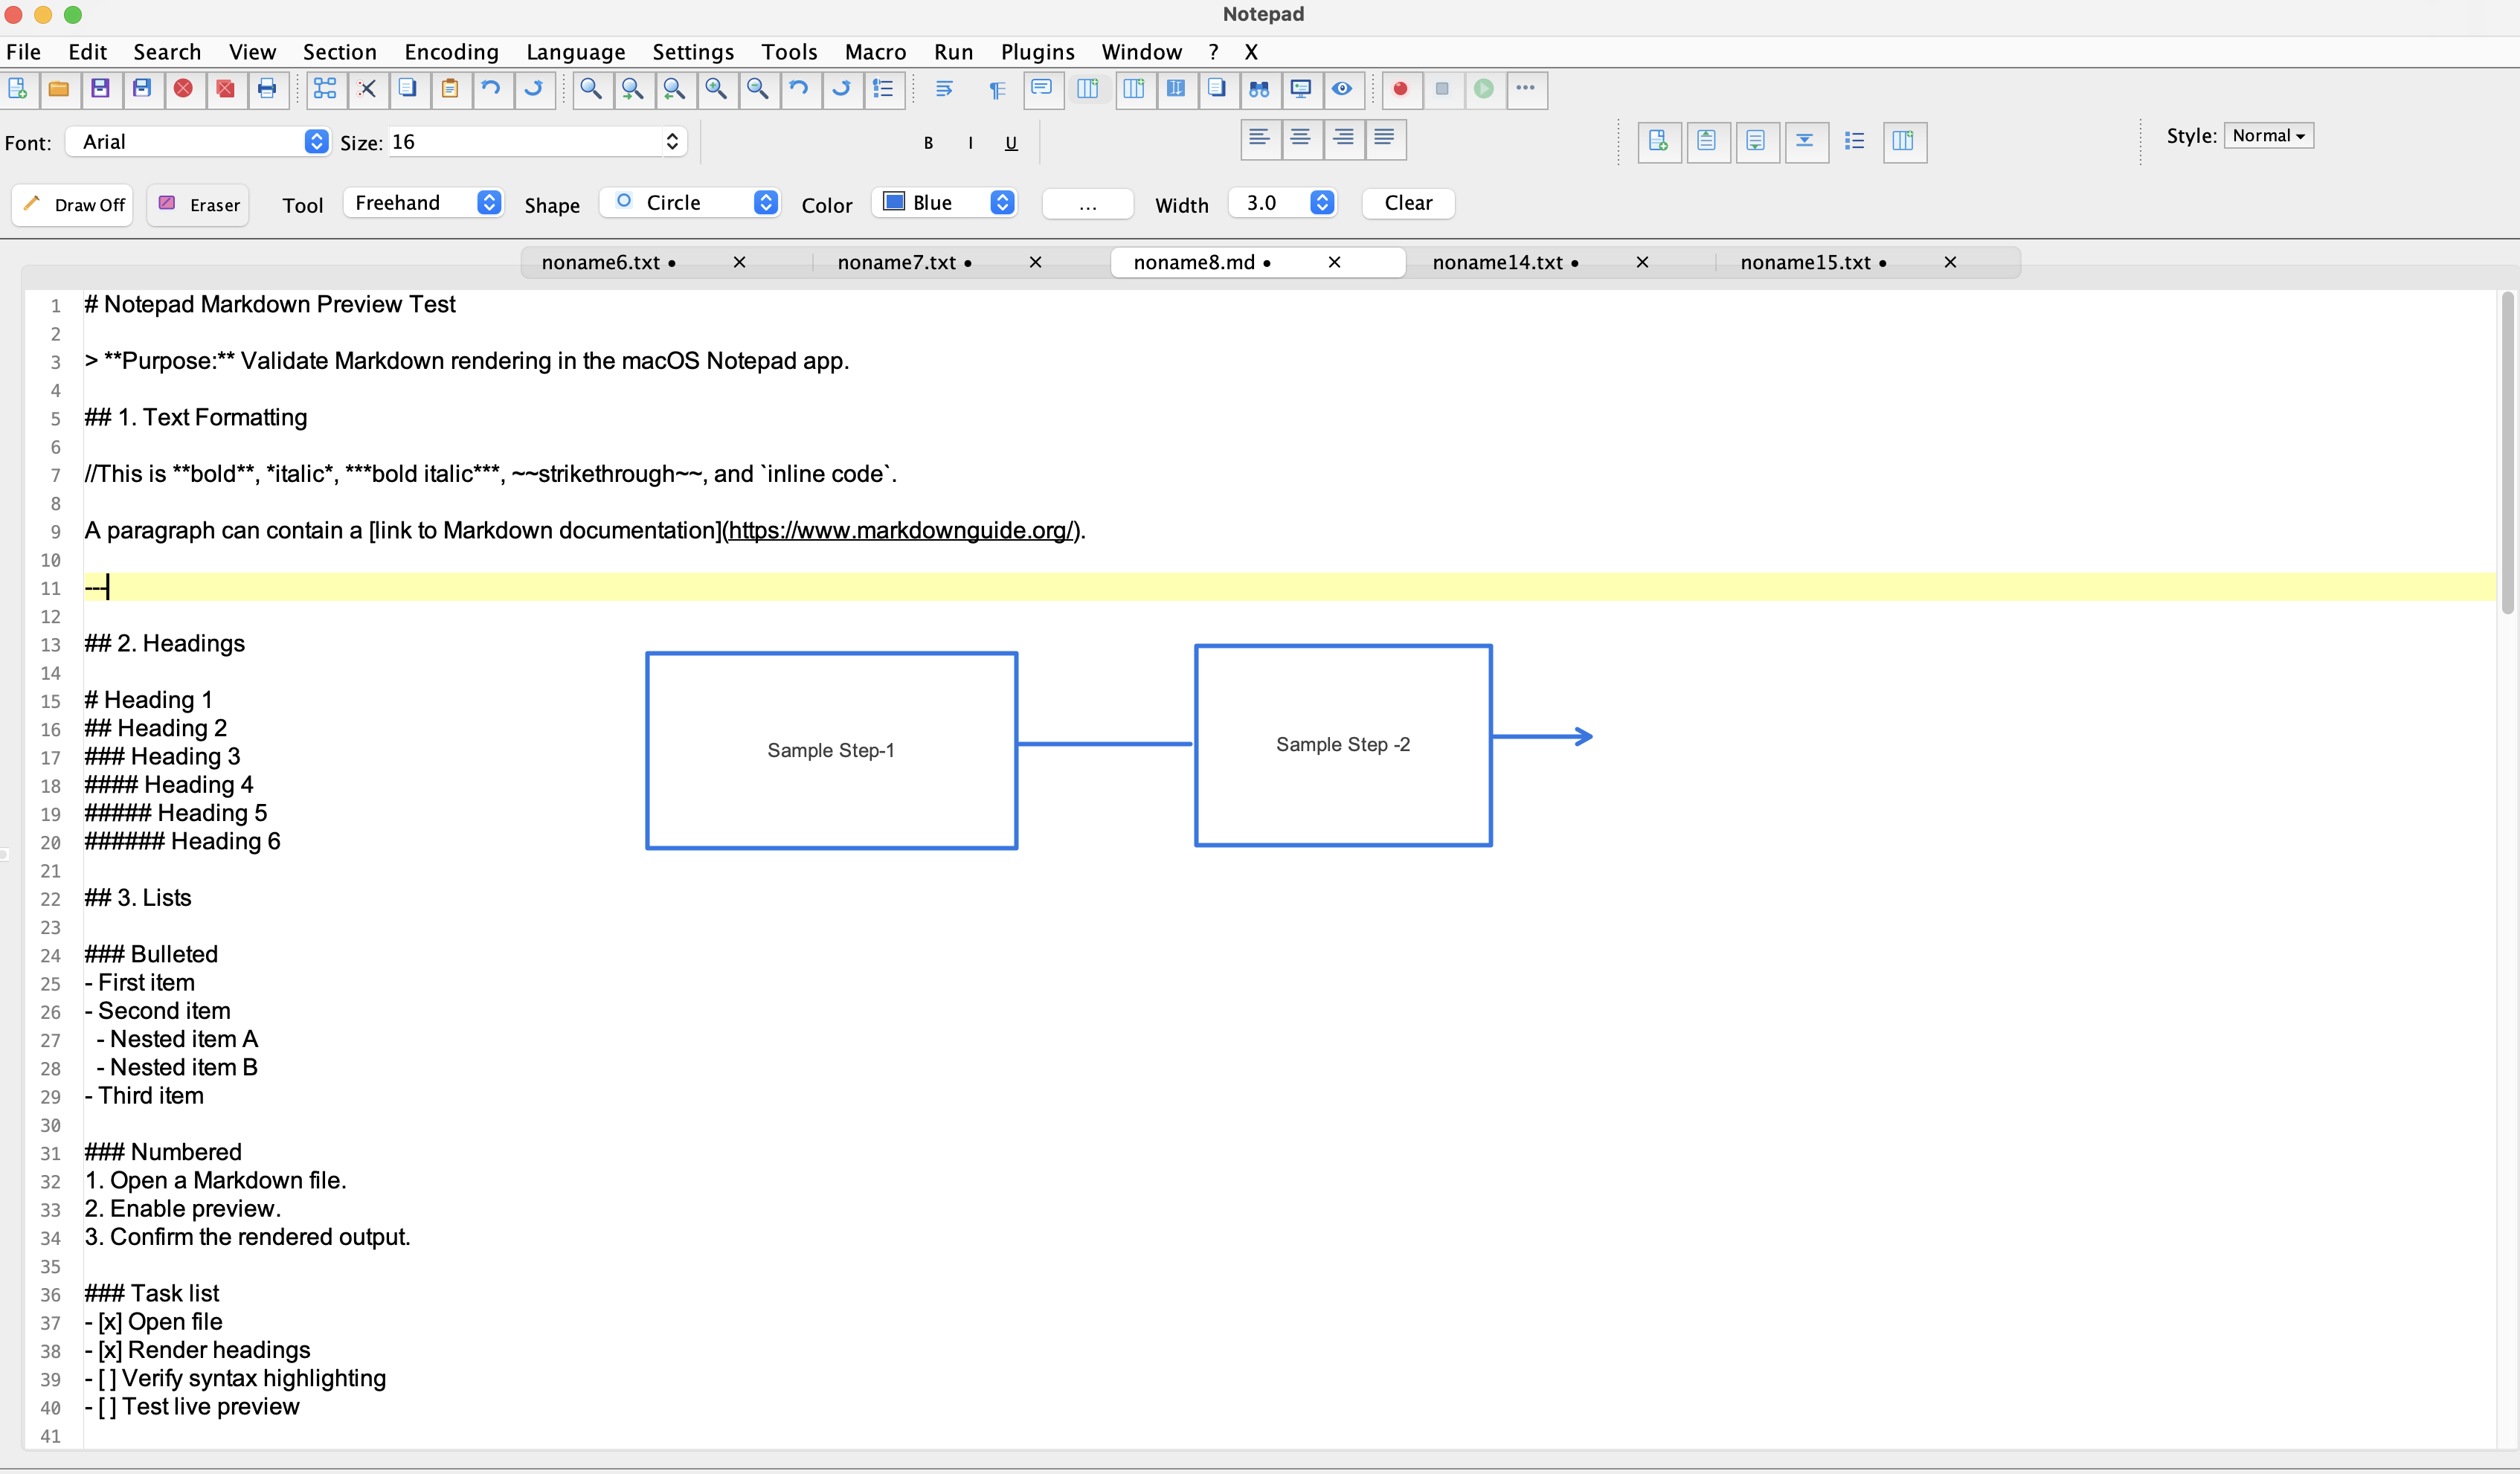 Notepad
File Edit Search View Section Encoding Language Settings Tools Macro Run Plugins Window ? X
Font: Arial Size: 16 B I U Style: Normal
Draw Off Eraser Tool Freehand Shape Circle Color Blue ... Width 3.0 Clear
noname6.txt • × noname7.txt • × noname8.md • × noname14.txt • × noname15.txt • ×
1 # Notepad Markdown Preview Test
2
3 > **Purpose:** Validate Markdown rendering in the macOS Notepad app.
4
5 ## 1. Text Formatting
6
7 //This is **bold**, *italic*, ***bold italic***, ~~strikethrough~~, and `inline code`.
8
9 A paragraph can contain a [link to Markdown documentation](https://www.markdownguide.org/).
10
11 ---
12
13 ## 2. Headings
14
15 # Heading 1
16 ## Heading 2
17 ### Heading 3
Sample Step-1
Sample Step -2
18 #### Heading 4
19 ##### Heading 5
20 ###### Heading 6
21
22 ## 3. Lists
23
24 ### Bulleted
25 - First item
26 - Second item
27   - Nested item A
28   - Nested item B
29 - Third item
30
31 ### Numbered
32 1. Open a Markdown file.
33 2. Enable preview.
34 3. Confirm the rendered output.
35
36 ### Task list
37 - [x] Open file
38 - [x] Render headings
39 - [ ] Verify syntax highlighting
40 - [ ] Test live preview
41